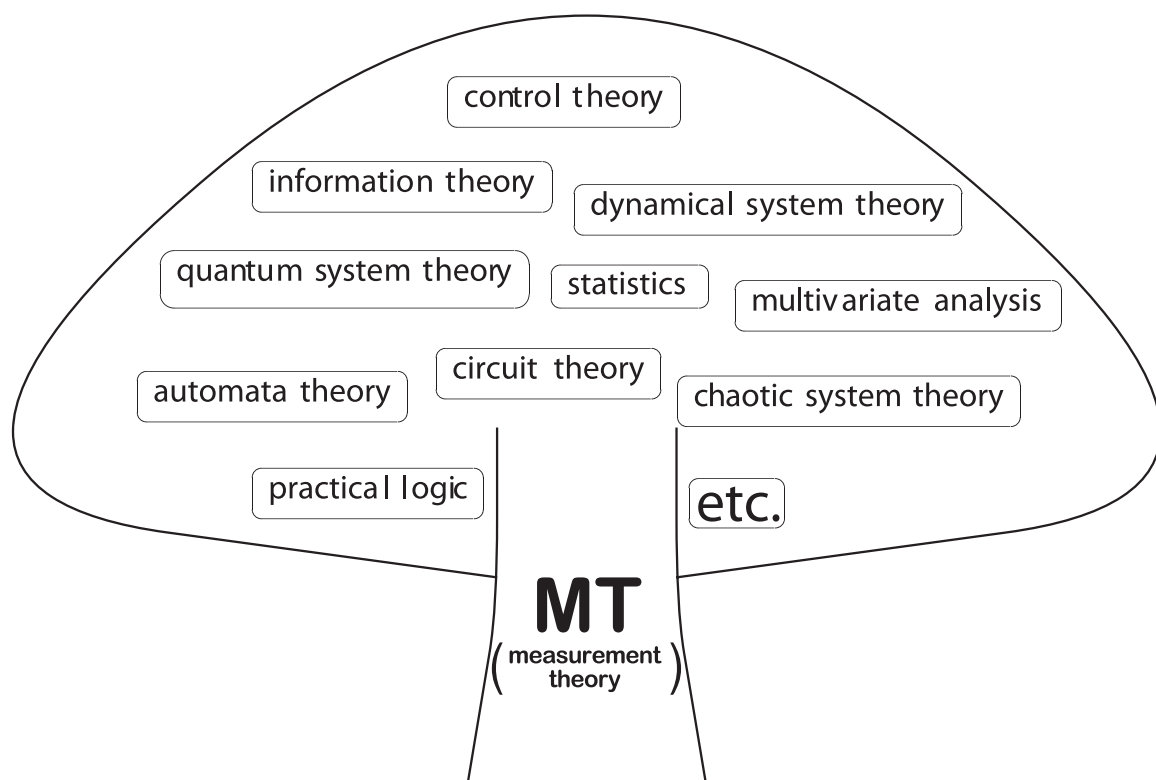 control theory
information theory
dynamical system theory
quantum system theory
statistics
multivariate analysis
circuit theory
automata theory
chaotic system theory
practical logic
etc.
MT
(measurement
theory)